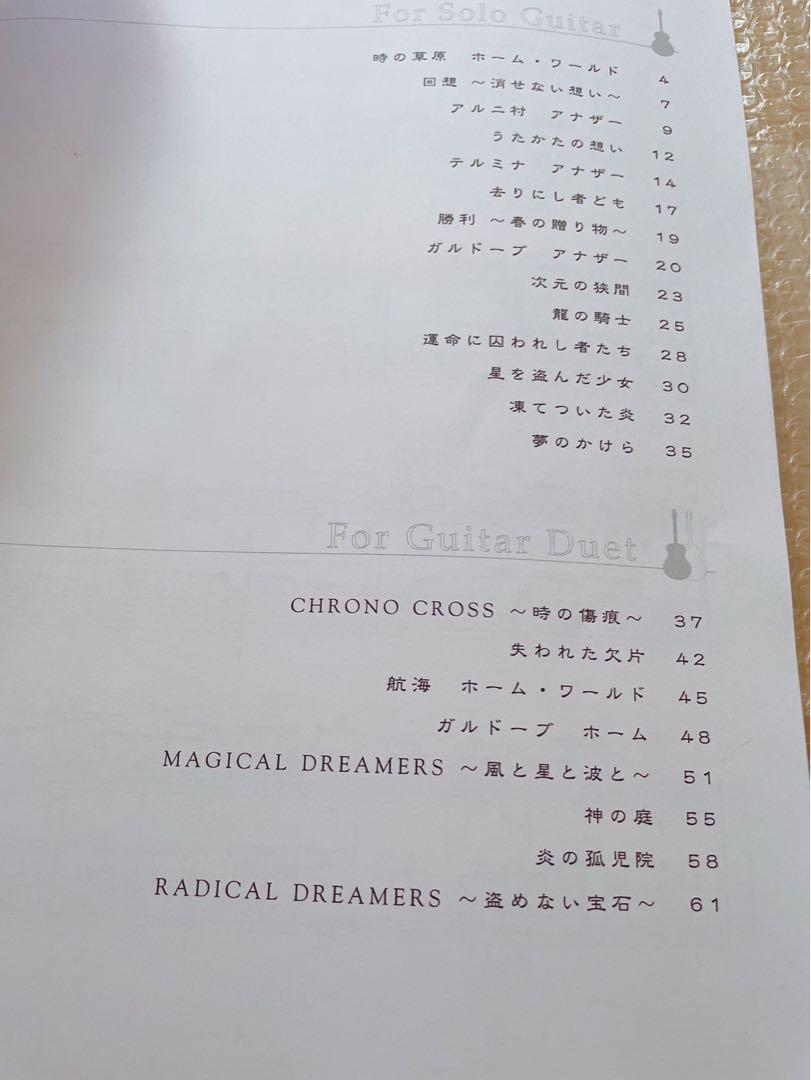 For Solo Guitar
時の草原　ホーム・ワールド 4
回想 ～消せない想い～ 7
アルニ村　アナザー 9
うたかたの想い 12
テルミナ　アナザー 14
去りにし者ども 17
勝利 ～春の贈り物～ 19
ガルドーブ　アナザー 20
次元の狭間 23
龍の騎士 25
運命に囚われし者たち 28
星を盗んだ少女 30
凍てついた炎 32
夢のかけら 35
For Guitar Duet
CHRONO CROSS ～時の傷痕～ 37
失われた欠片 42
航海　ホーム・ワールド 45
ガルドーブ　ホーム 48
MAGICAL DREAMERS ～風と星と波と～ 51
神の庭 55
炎の孤児院 58
RADICAL DREAMERS ～盗めない宝石～ 61